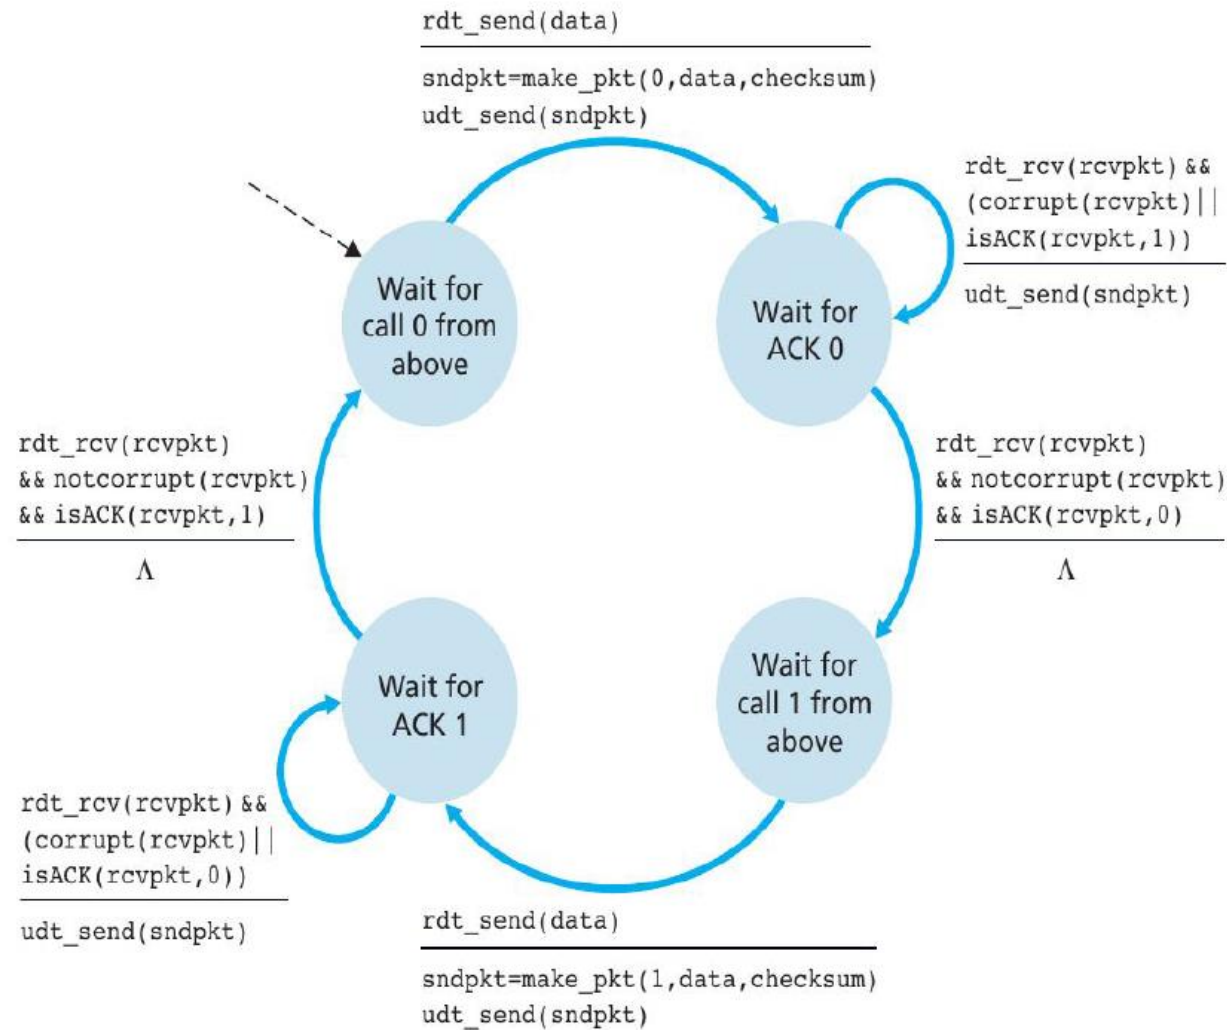 rdt_send(data)
sndpkt=make_pkt(0,data,checksum)
udt_send(sndpkt)
rdt_rcv(rcvpkt) &&
(corrupt(rcvpkt)||
isACK(rcvpkt,1))
udt_send(sndpkt)
Wait for
call 0 from
above
Wait for
ACK 0
rdt_rcv(rcvpkt)
&& notcorrupt(rcvpkt)
&& isACK(rcvpkt,1)
Λ
rdt_rcv(rcvpkt)
&& notcorrupt(rcvpkt)
&& isACK(rcvpkt,0)
Λ
Wait for
ACK 1
Wait for
call 1 from
above
rdt_rcv(rcvpkt) &&
(corrupt(rcvpkt)||
isACK(rcvpkt,0))
udt_send(sndpkt)
rdt_send(data)
sndpkt=make_pkt(1,data,checksum)
udt_send(sndpkt)